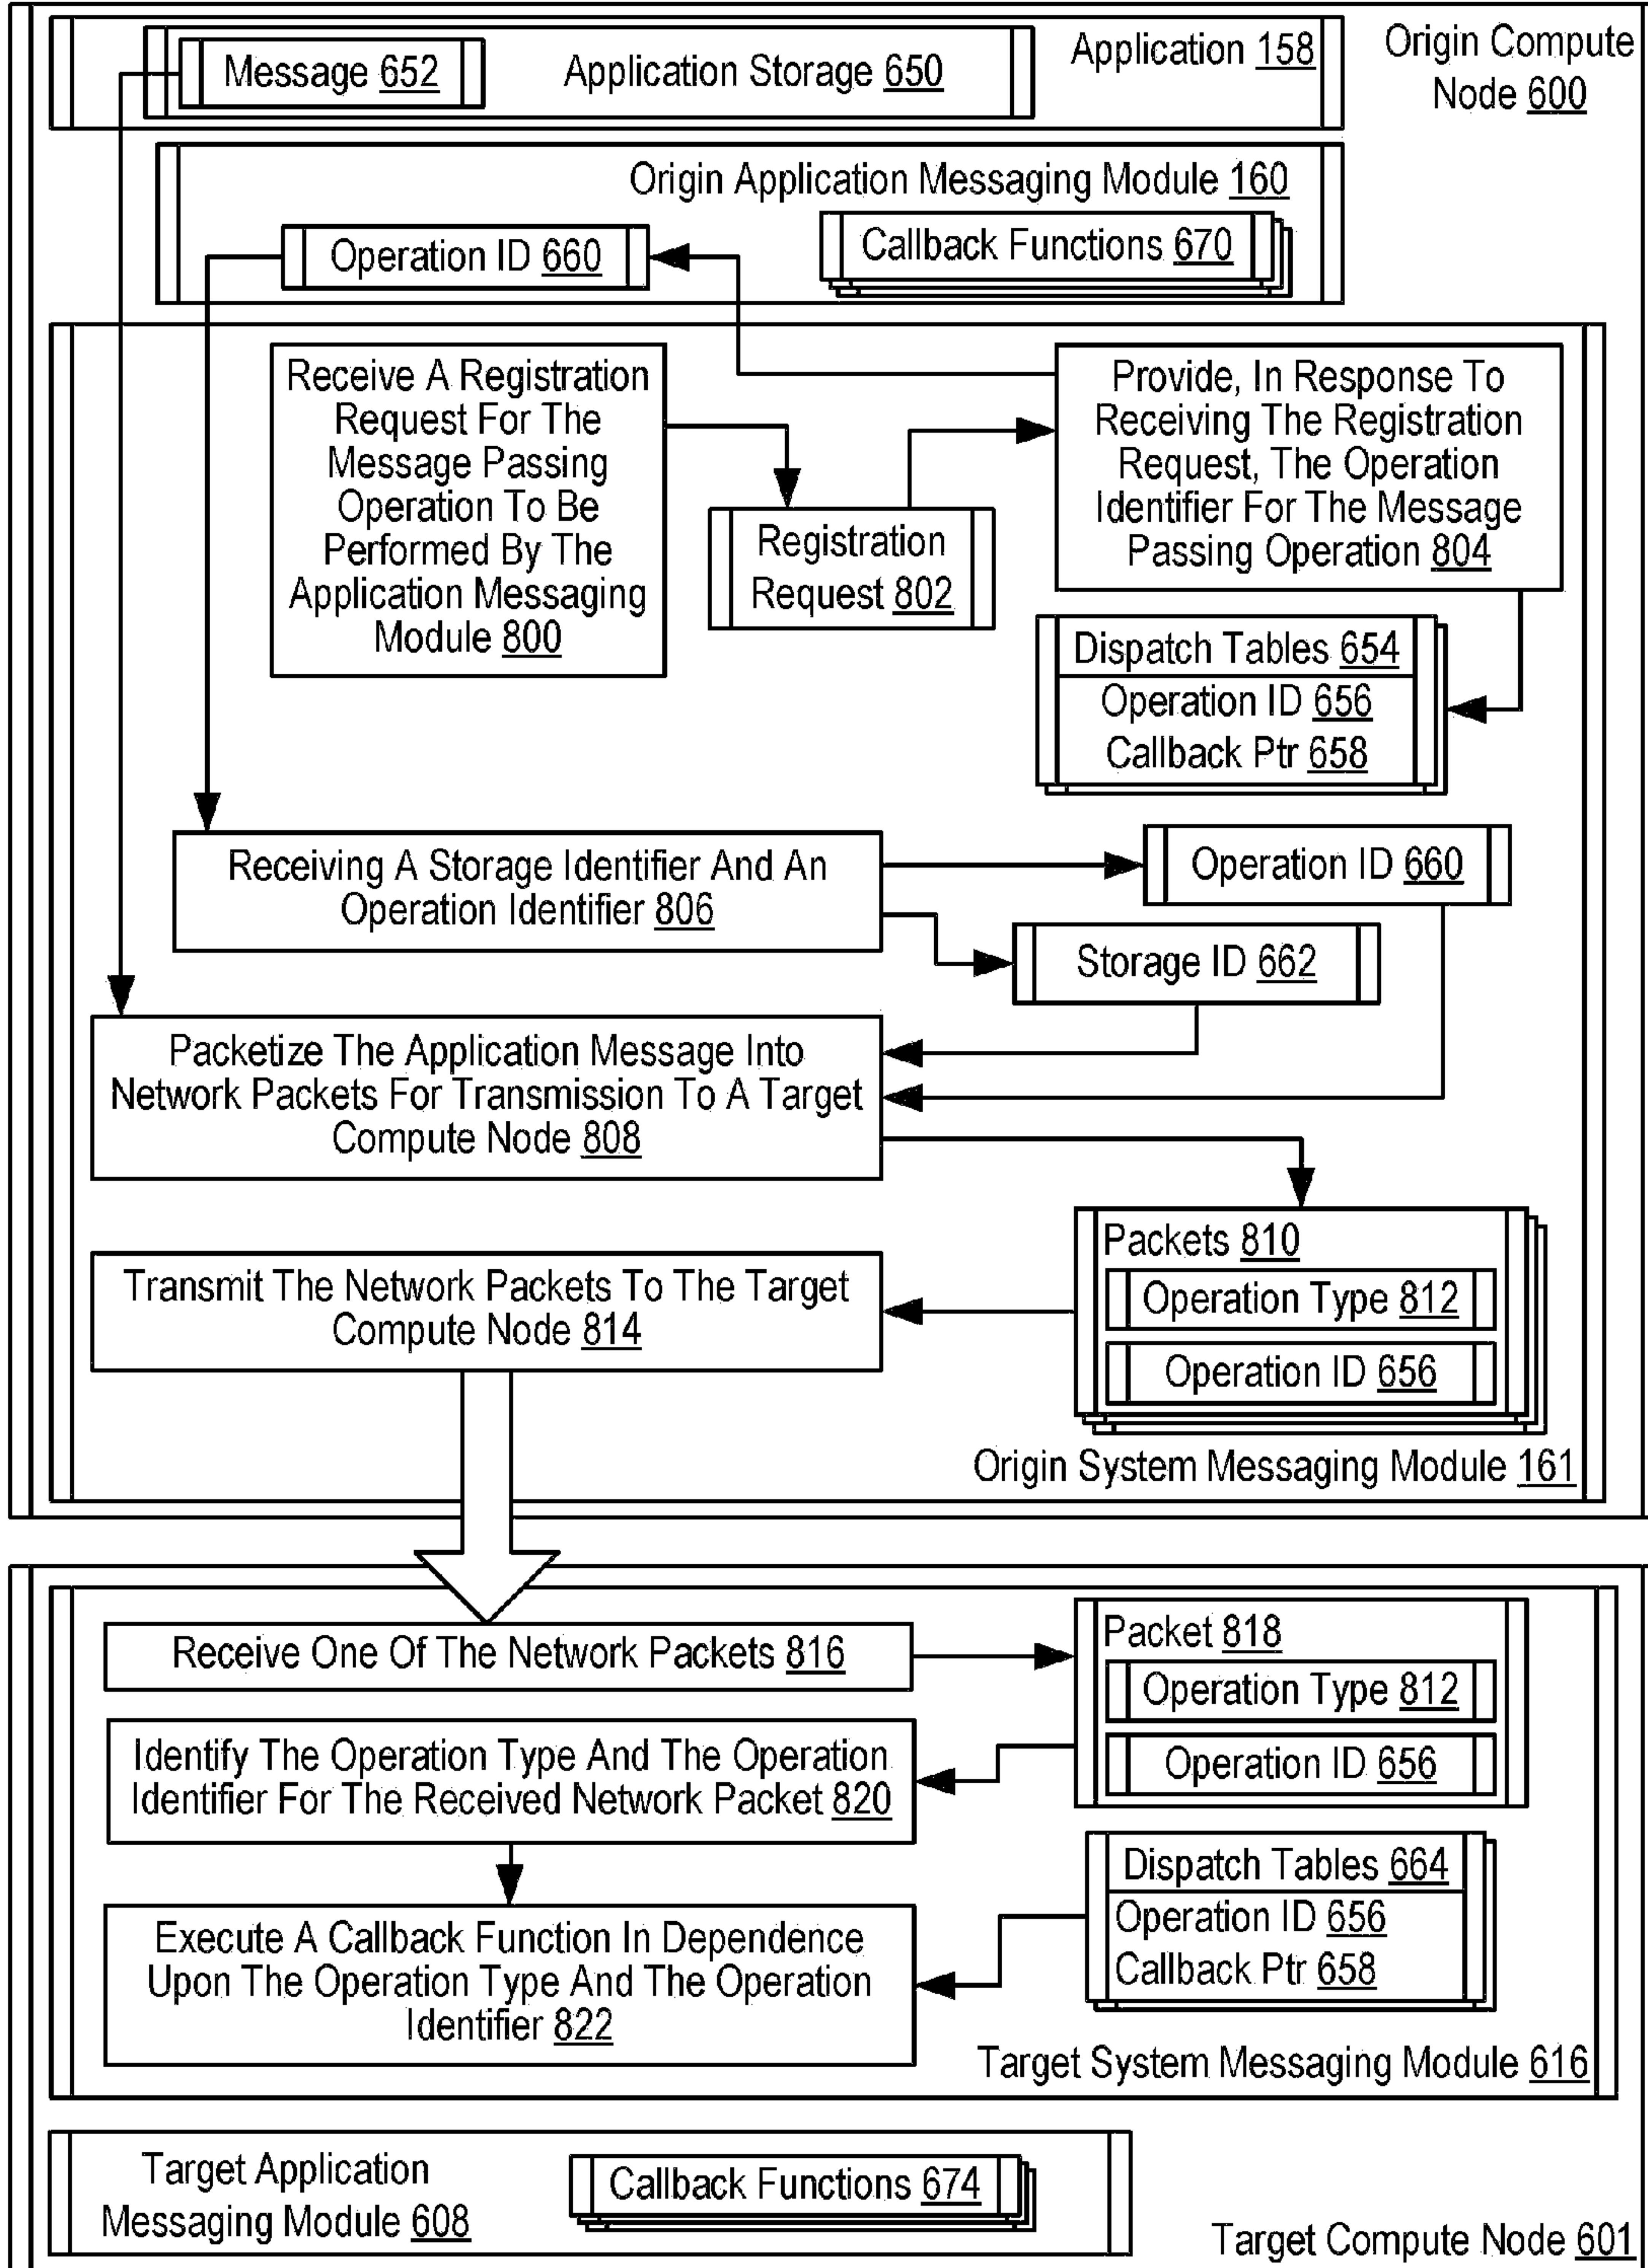 Origin Compute
Node 600
Application 158
Message 652
Application Storage 650
Origin Application Messaging Module 160
Operation ID 660
Callback Functions 670
Receive A Registration
Request For The
Message Passing
Operation To Be
Performed By The
Application Messaging
Module 800
Registration
Request 802
Provide, In Response To
Receiving The Registration
Request, The Operation
Identifier For The Message
Passing Operation 804
Dispatch Tables 654
Operation ID 656
Callback Ptr 658
Receiving A Storage Identifier And An
Operation Identifier 806
Operation ID 660
Storage ID 662
Packetize The Application Message Into
Network Packets For Transmission To A Target
Compute Node 808
Packets 810
Operation Type 812
Operation ID 656
Transmit The Network Packets To The Target
Compute Node 814
Origin System Messaging Module 161
Receive One Of The Network Packets 816
Packet 818
Operation Type 812
Operation ID 656
Identify The Operation Type And The Operation
Identifier For The Received Network Packet 820
Dispatch Tables 664
Operation ID 656
Callback Ptr 658
Execute A Callback Function In Dependence
Upon The Operation Type And The Operation
Identifier 822
Target System Messaging Module 616
Target Application
Messaging Module 608
Callback Functions 674
Target Compute Node 601